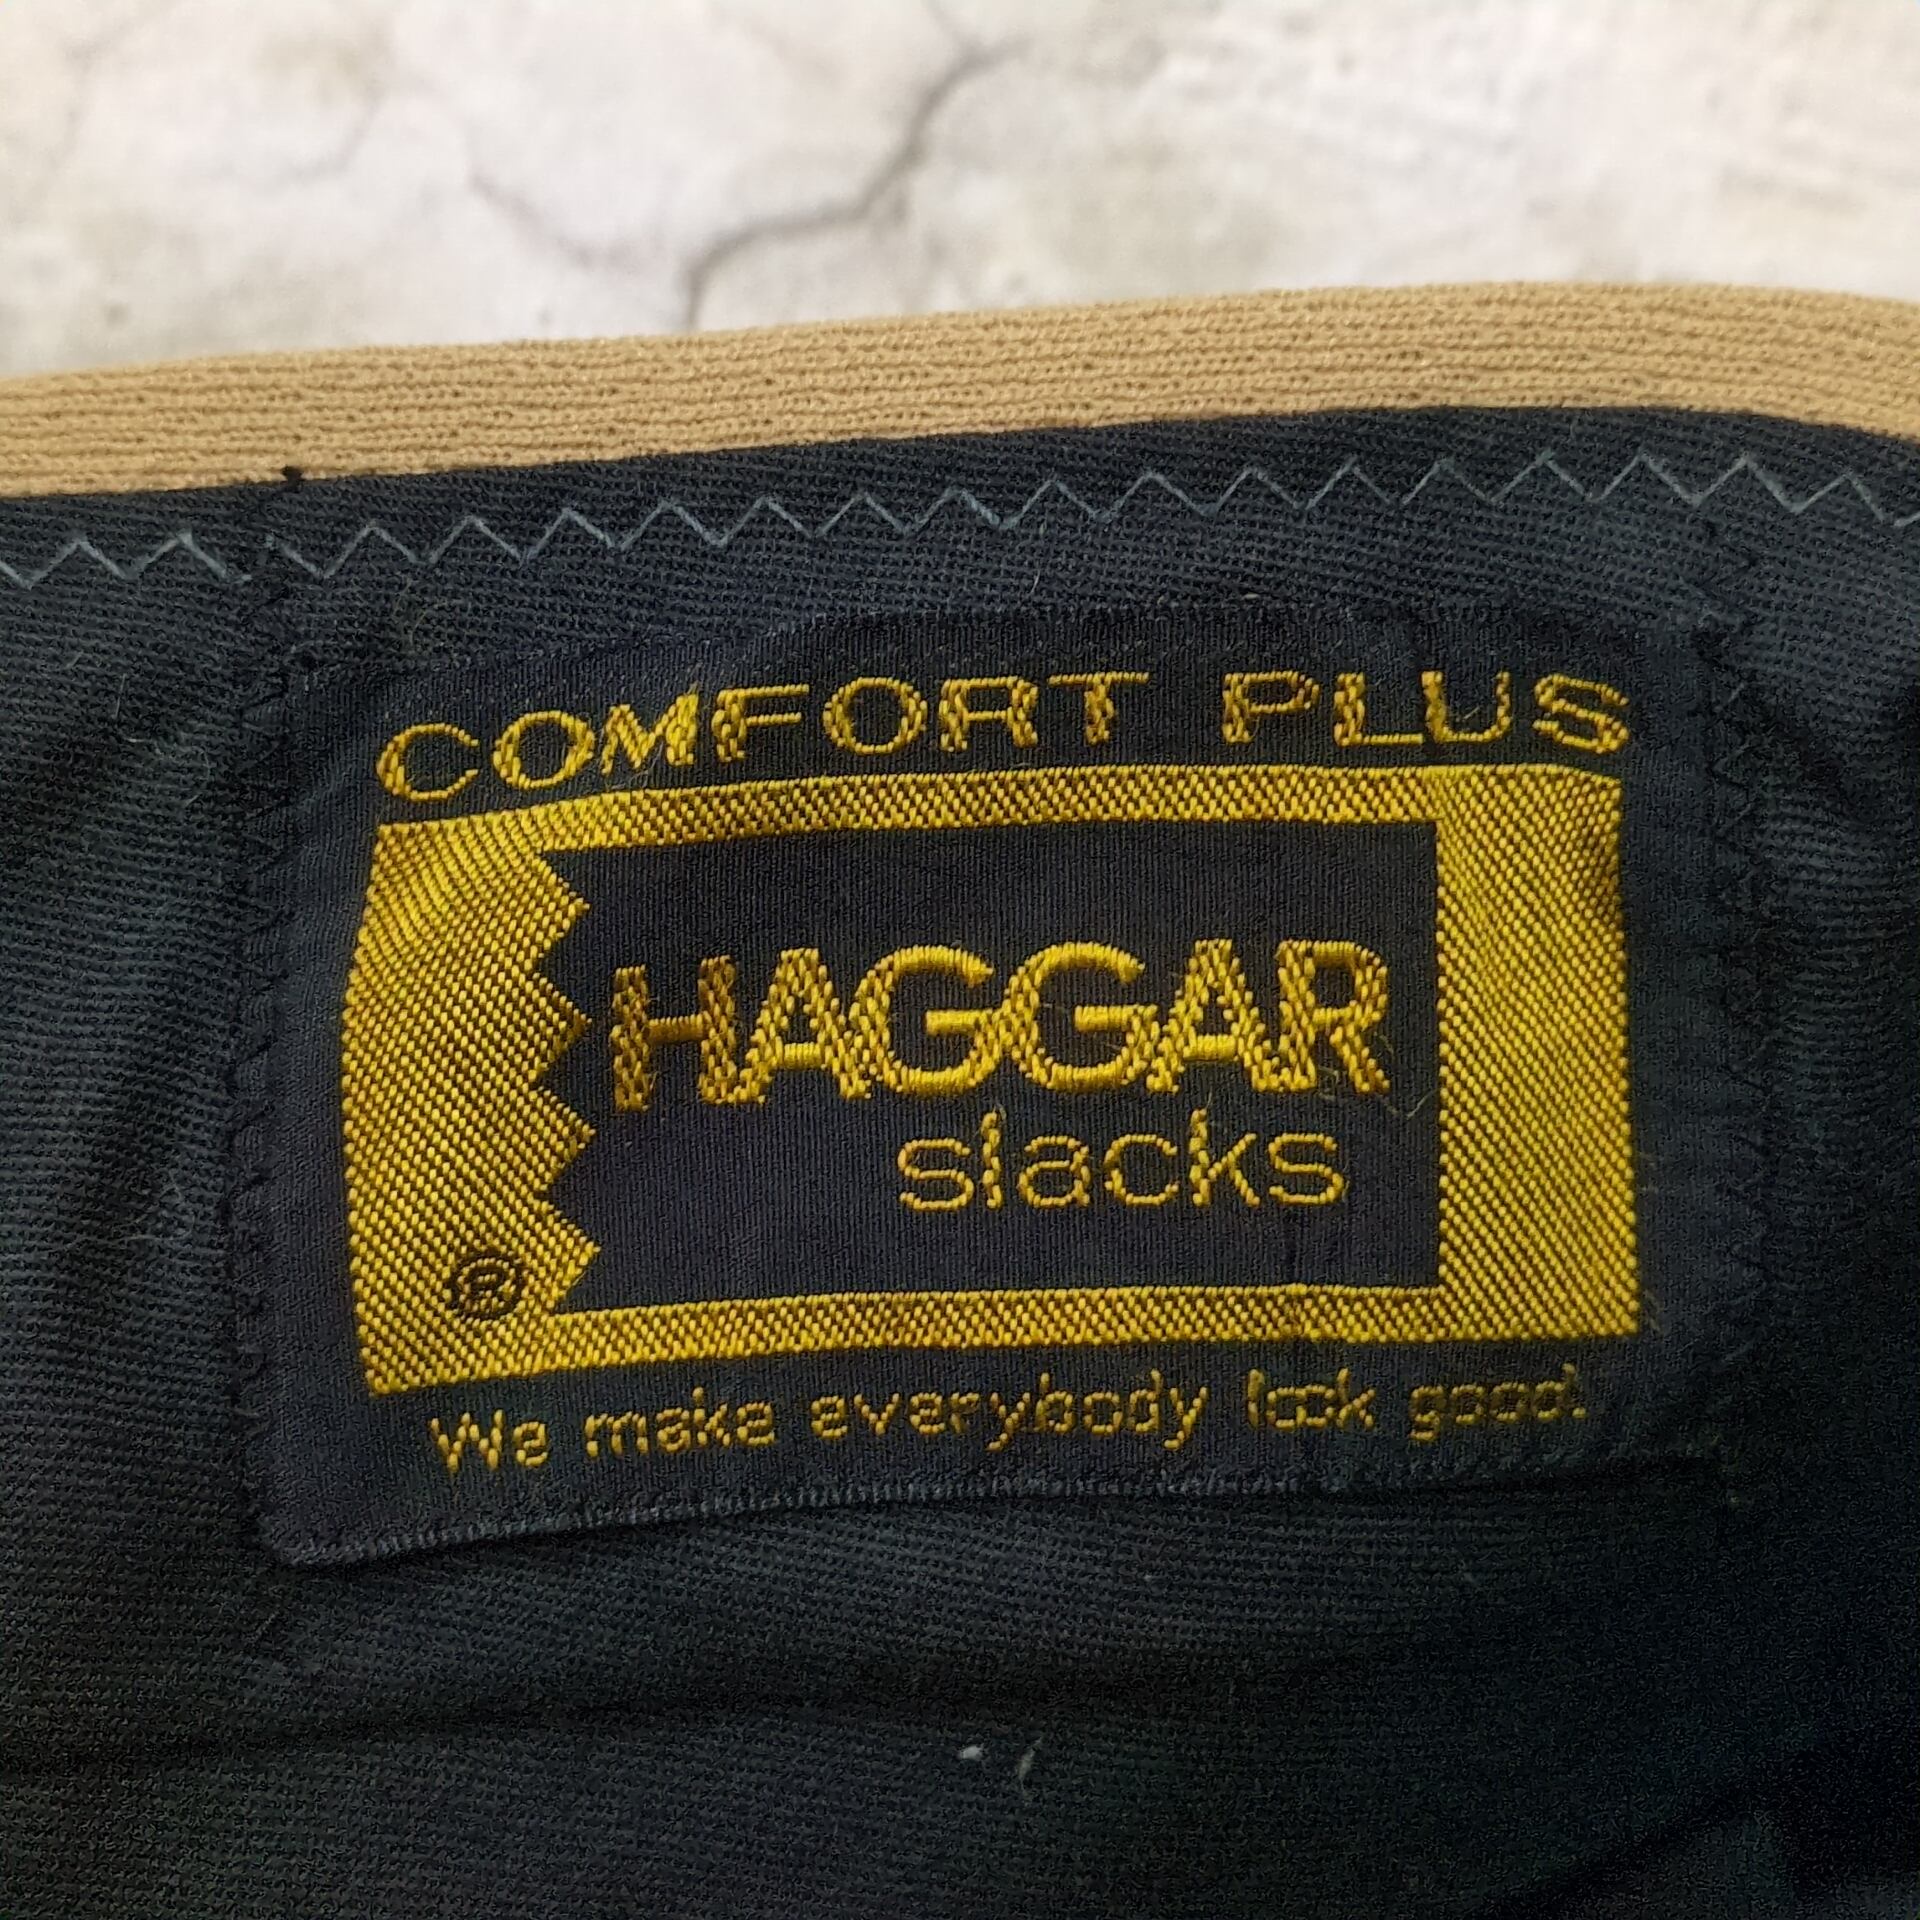 COMFORT PLUS
HAGGAR
slacks
®
We make everybody look good.